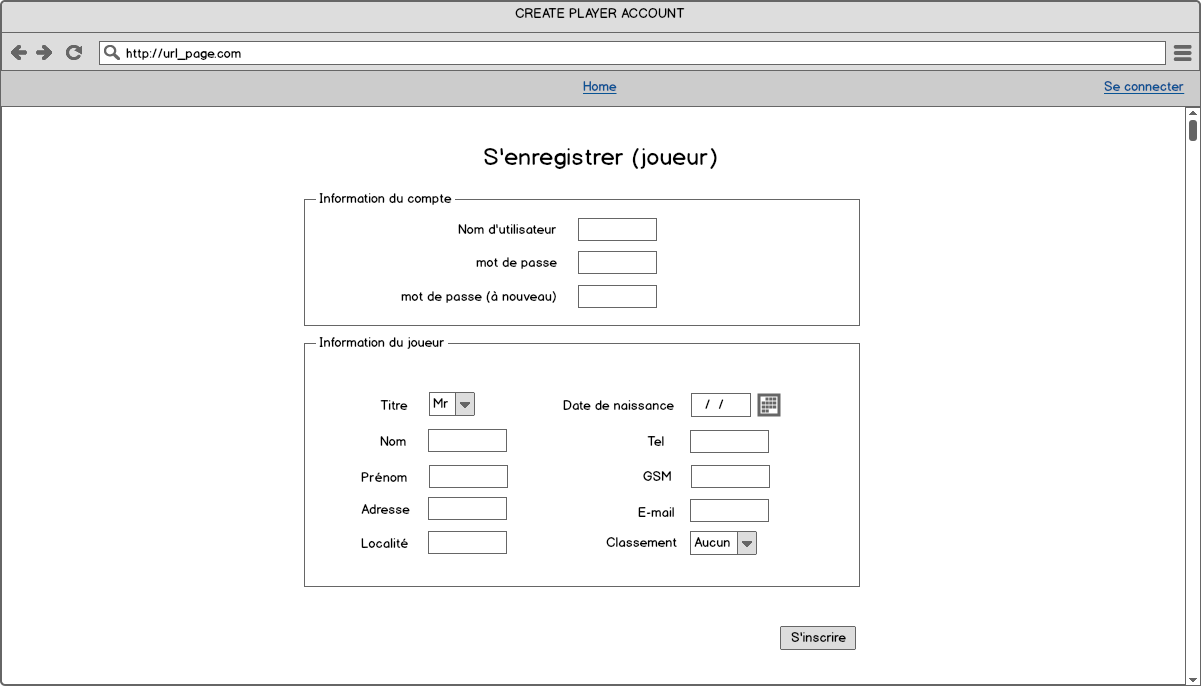 CREATE PLAYER ACCOUNT
http://url_page.com
Home Se connecter
S'enregistrer (joueur)
Information du compte
Nom d'utilisateur
mot de passe
mot de passe (à nouveau)
Information du joueur
Titre Mr Date de naissance / /
Nom Tel
Prénom GSM
Adresse E-mail
Localité Classement Aucun
S'inscrire